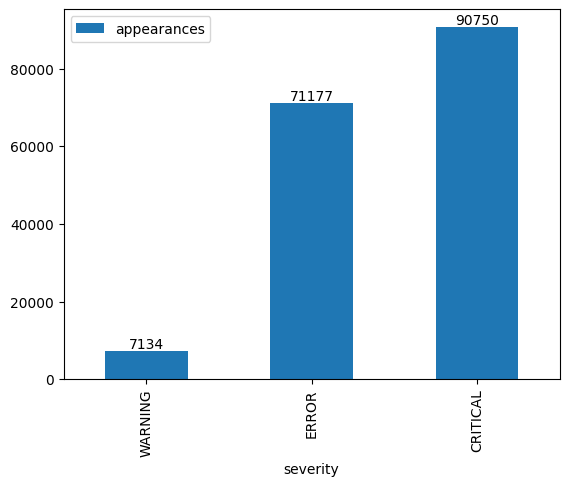 appearances
90750
71177
7134
80000
60000
40000
20000
0
WARNING
ERROR
CRITICAL
severity